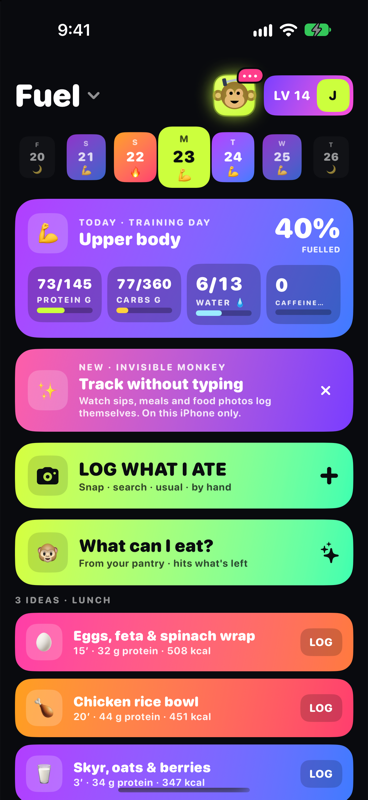 9:41
Fuel
LV 14
J
F
20
S
21
S
22
M
23
T
24
W
25
T
26
TODAY · TRAINING DAY
Upper body
40%
FUELLED
73/145
PROTEIN G
77/360
CARBS G
6/13
WATER
0
CAFFEINE…
NEW · INVISIBLE MONKEY
Track without typing
Watch sips, meals and food photos log
themselves. On this iPhone only.
LOG WHAT I ATE
Snap · search · usual · by hand
What can I eat?
From your pantry · hits what's left
3 IDEAS · LUNCH
Eggs, feta & spinach wrap
15′ · 32 g protein · 508 kcal
LOG
Chicken rice bowl
20′ · 44 g protein · 451 kcal
LOG
Skyr, oats & berries
3′ · 34 g protein · 347 kcal
LOG